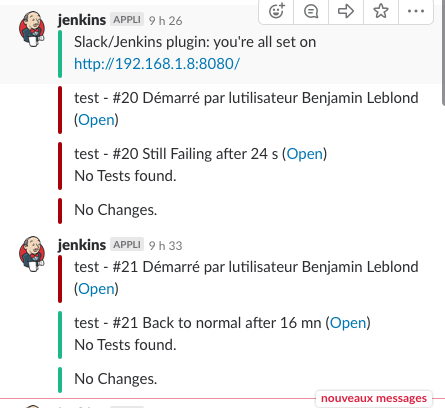 jenkins APPLI 9 h 26
Slack/Jenkins plugin: you're all set on
http://192.168.1.8:8080/
test - #20 Démarré par lutilisateur Benjamin Leblond
(Open)
test - #20 Still Failing after 24 s (Open)
No Tests found.
No Changes.
jenkins APPLI 9 h 33
test - #21 Démarré par lutilisateur Benjamin Leblond
(Open)
test - #21 Back to normal after 16 mn (Open)
No Tests found.
No Changes.
nouveaux messages